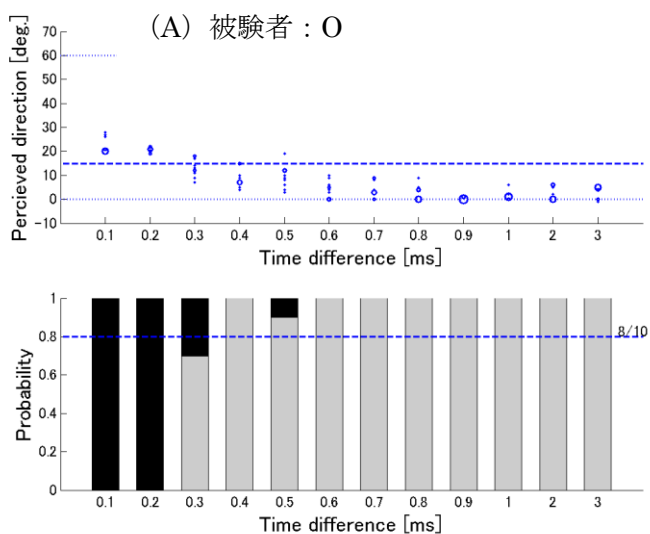 (A) 被験者：O
Percieved direction [deg.]
70
60
50
40
30
20
10
0
−10
0.1 0.2 0.3 0.4 0.5 0.6 0.7 0.8 0.9 1 2 3
Time difference [ms]
Probability
1
0.8
0.6
0.4
0.2
0
8/10
0.1 0.2 0.3 0.4 0.5 0.6 0.7 0.8 0.9 1 2 3
Time difference [ms]